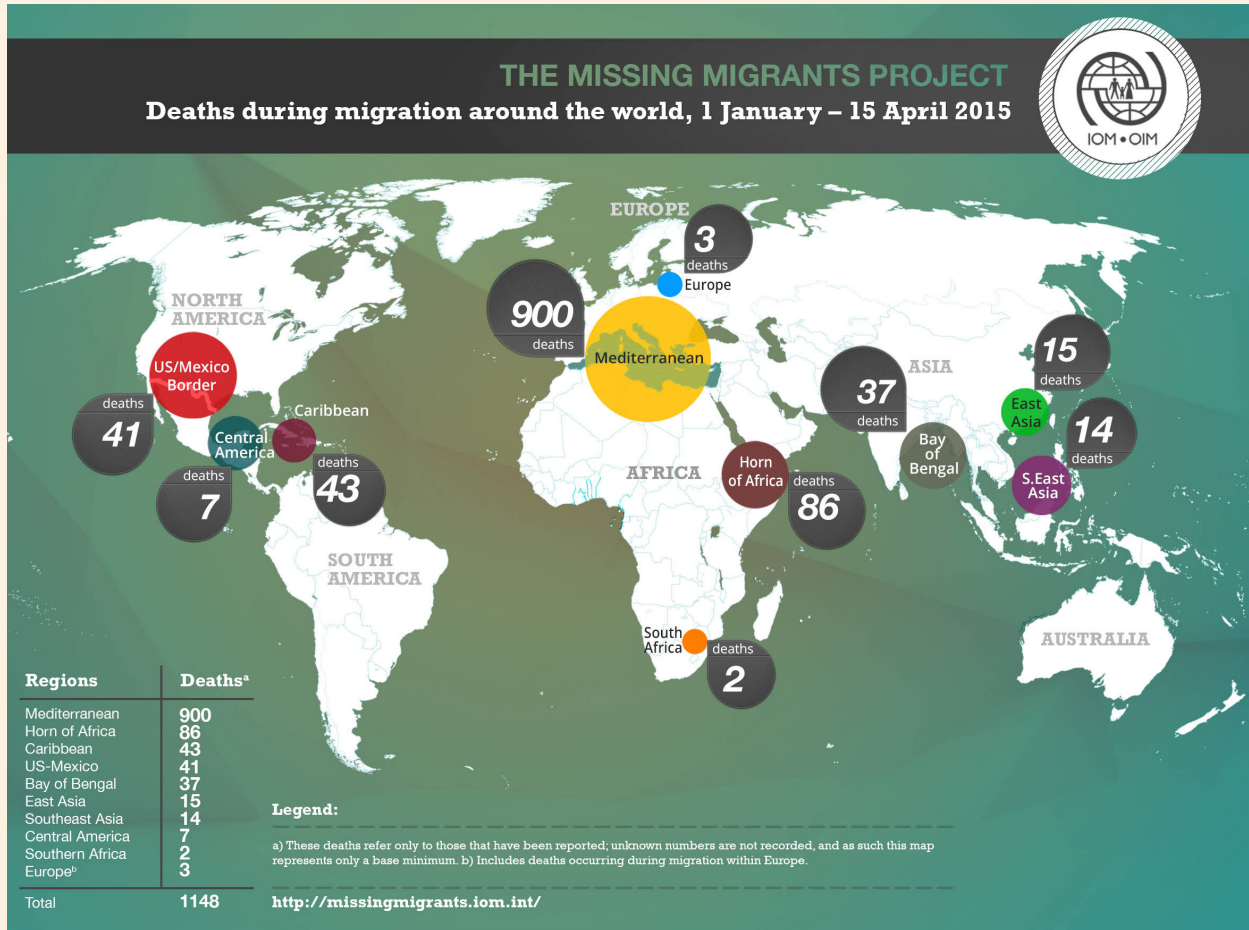 THE MISSING MIGRANTS PROJECT
Deaths during migration around the world, 1 January – 15 April 2015
IOM • OIM
EUROPE
3
deaths
Europe
900
deaths
Mediterranean
NORTH
AMERICA
US/Mexico
Border
deaths
41
Caribbean
Central
America
deaths
7
deaths
43
ASIA
15
deaths
37
deaths
East
Asia
14
deaths
Bay
of
Bengal
S.East
Asia
AFRICA
Horn
of Africa
deaths
86
SOUTH
AMERICA
South
Africa
deaths
2
AUSTRALIA
Regions Deathsᵃ
Mediterranean 900
Horn of Africa 86
Caribbean 43
US-Mexico 41
Bay of Bengal 37
East Asia 15
Southeast Asia 14
Central America 7
Southern Africa 2
Europeᵇ 3
Total 1148
Legend:
a) These deaths refer only to those that have been reported; unknown numbers are not recorded, and as such this map
represents only a base minimum. b) Includes deaths occurring during migration within Europe.
http://missingmigrants.iom.int/